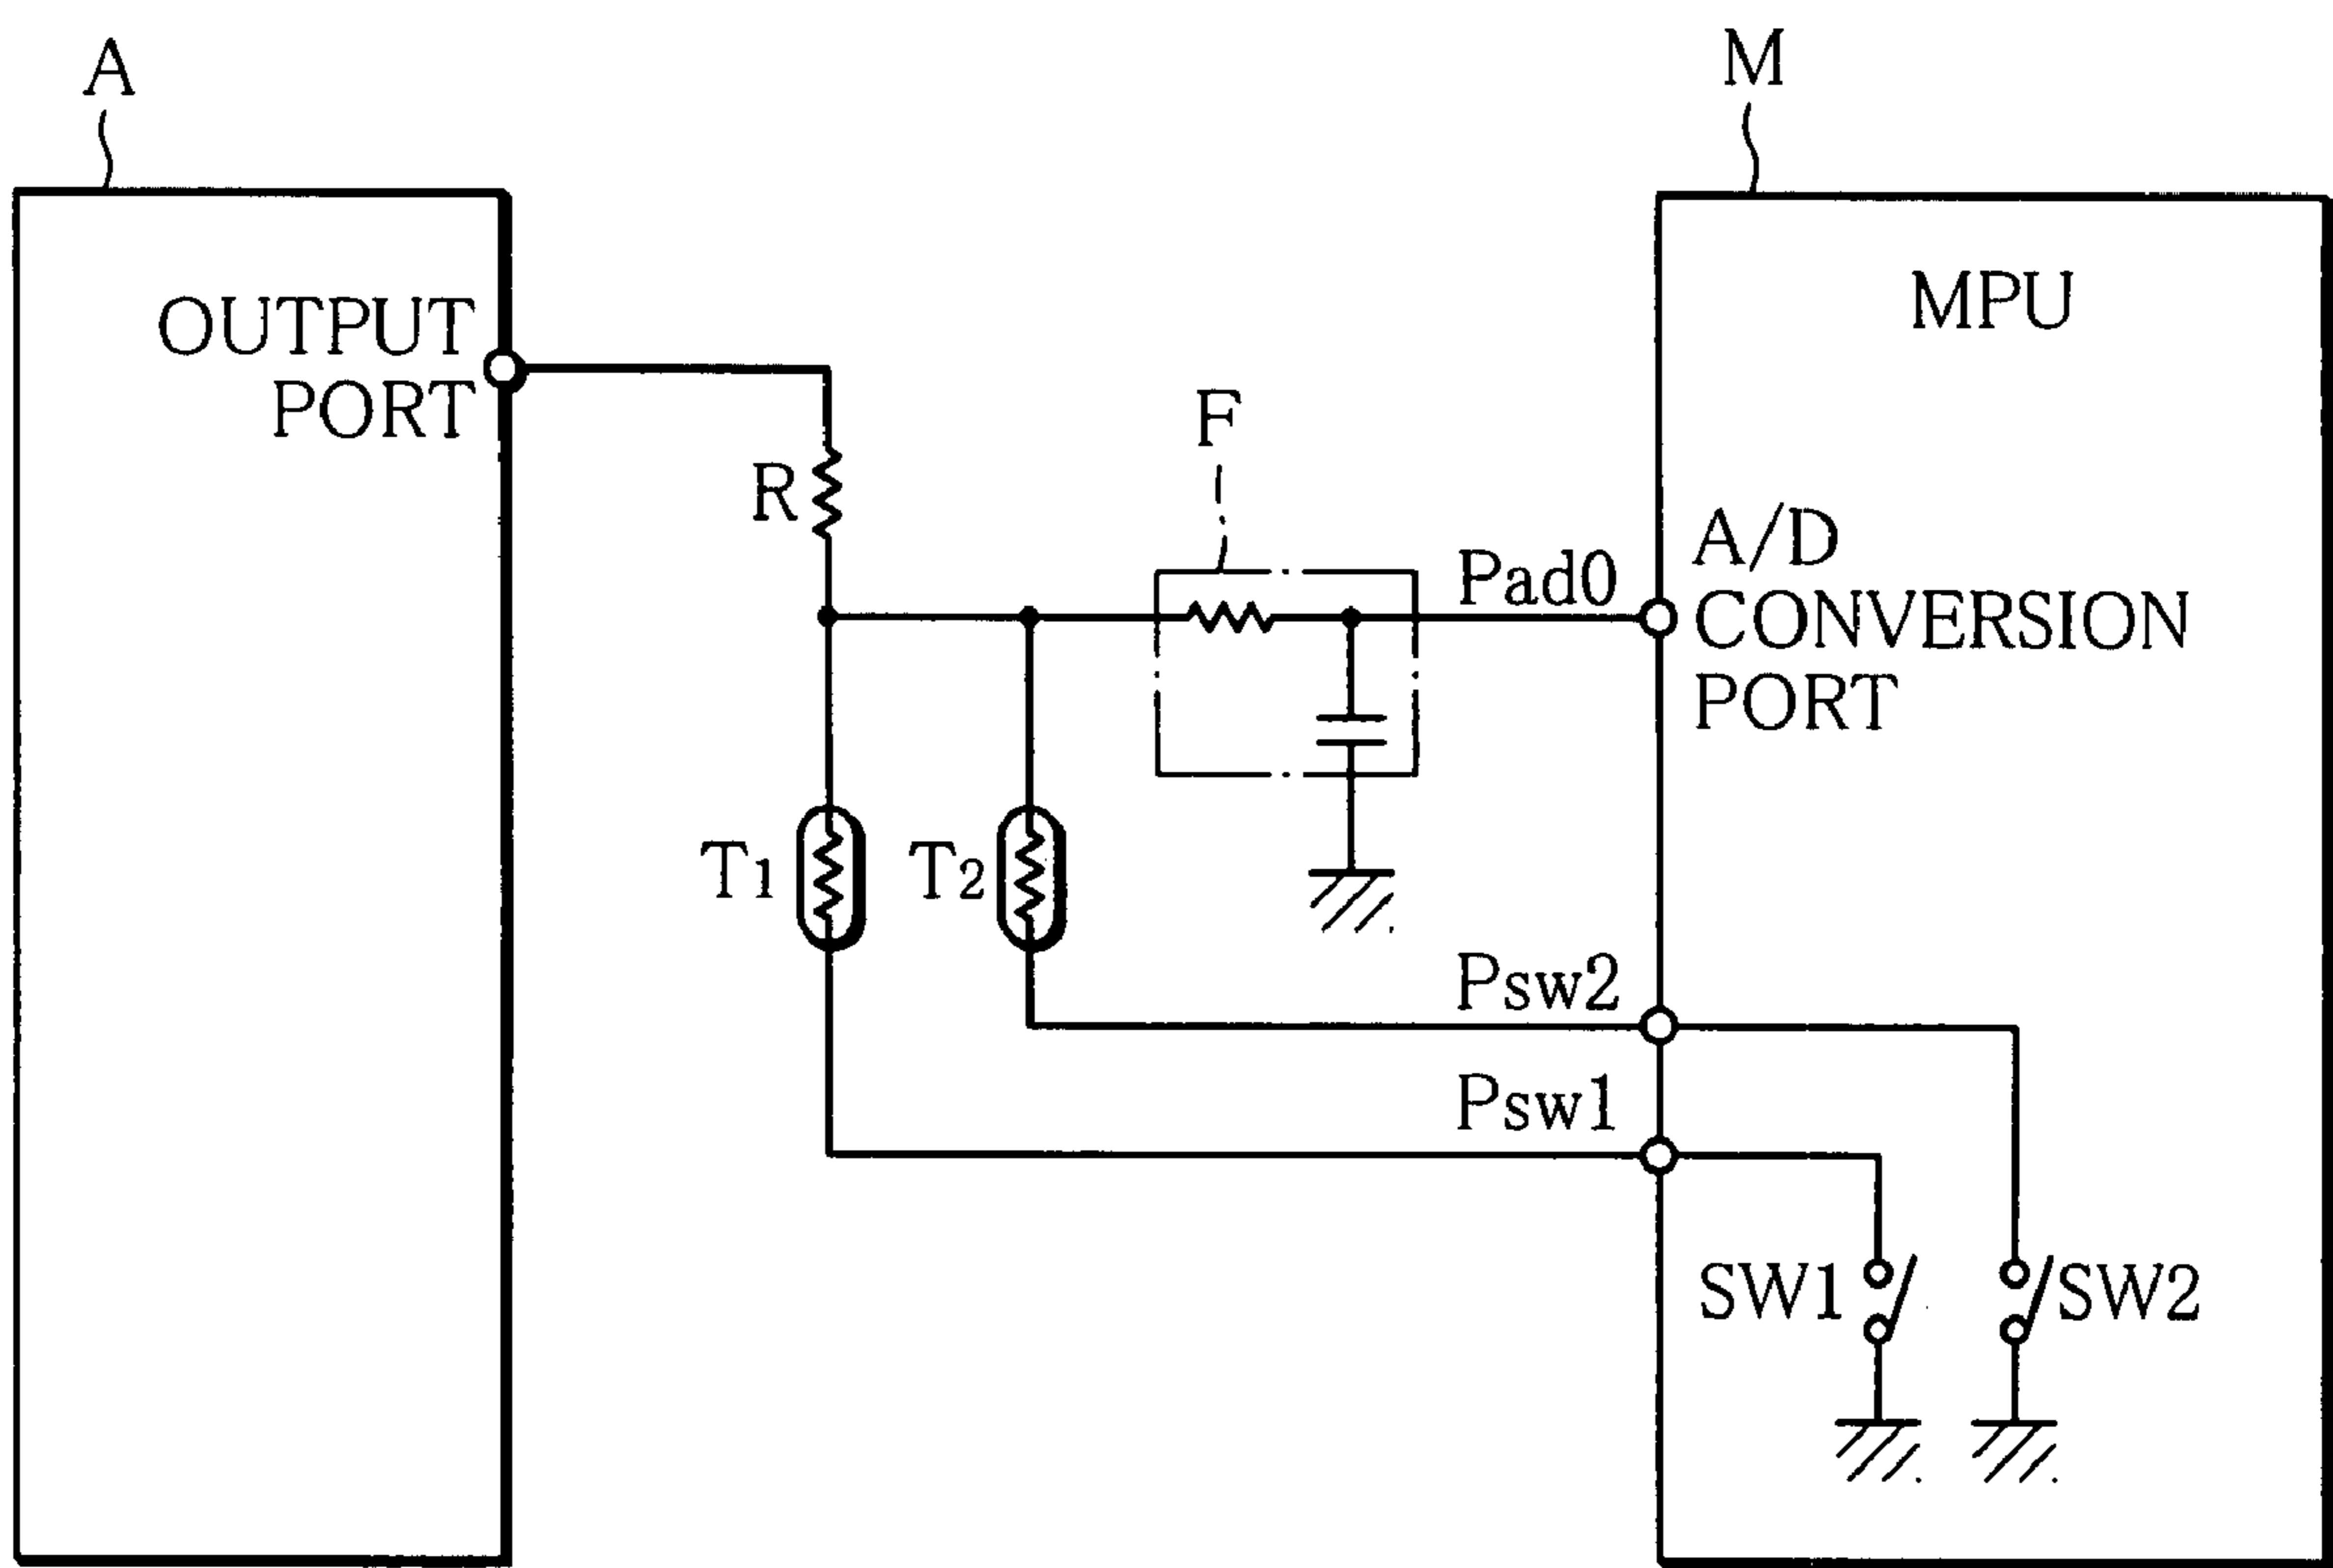 A
M
OUTPUT
PORT
MPU
R
F
Pad0
A/D
CONVERSION
PORT
T1
T2
Psw2
Psw1
SW1
SW2